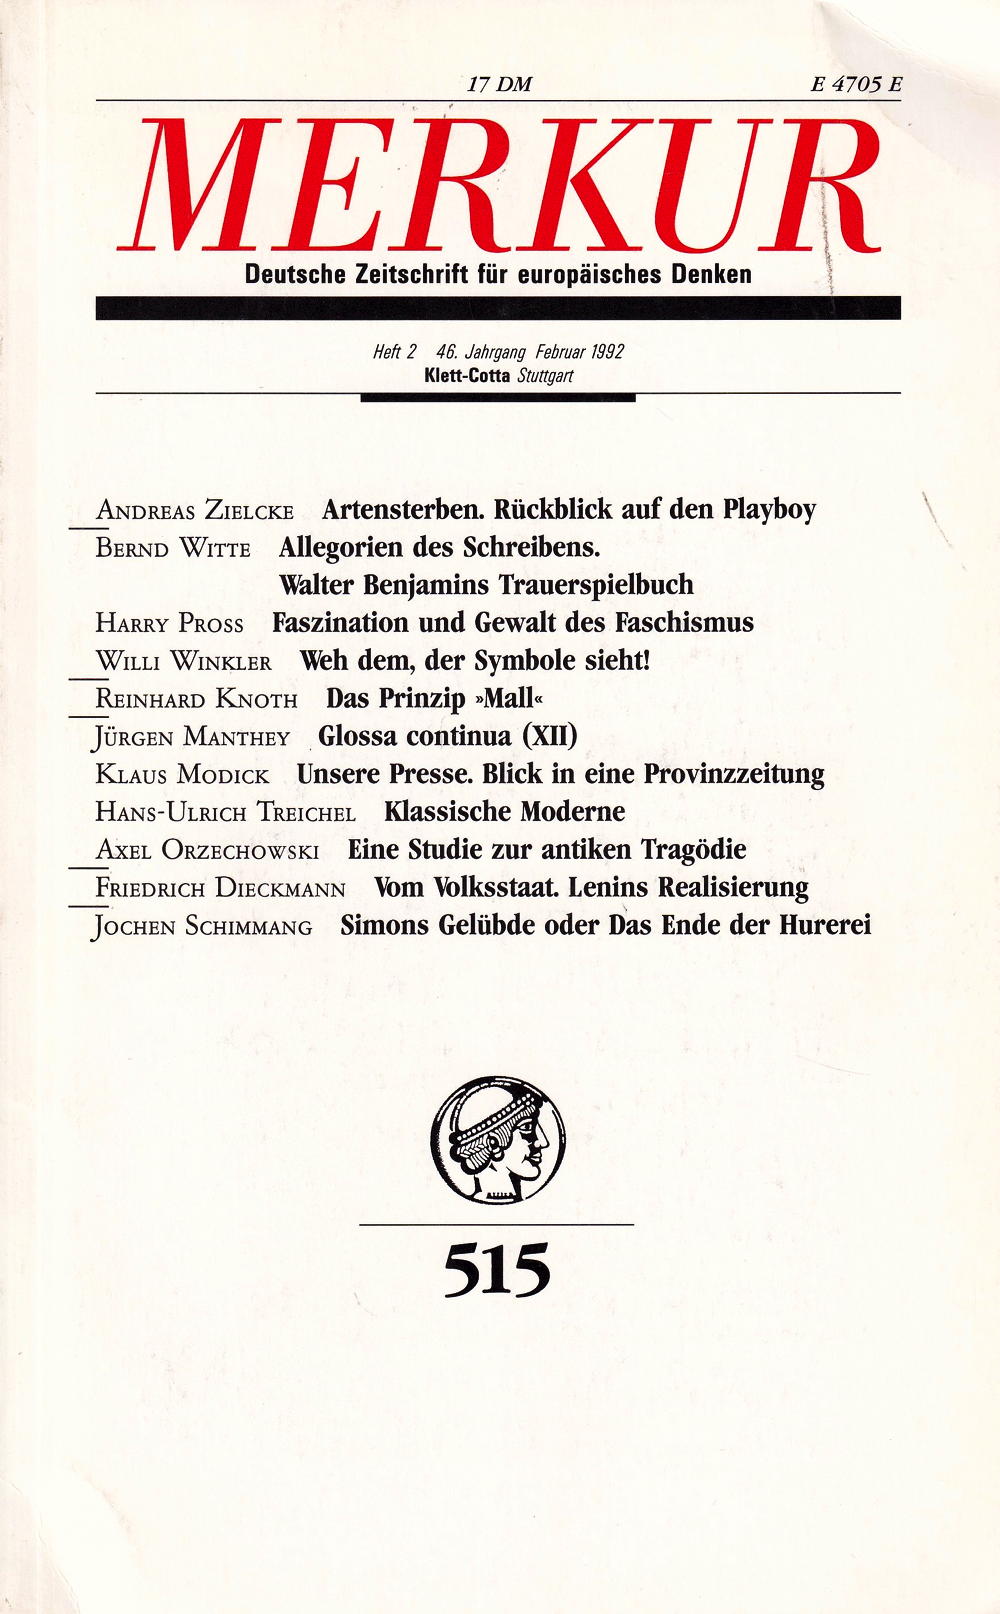 17 DM E 4705 E
MERKUR
Deutsche Zeitschrift für europäisches Denken
Heft 2 46. Jahrgang Februar 1992
Klett-Cotta Stuttgart
ANDREAS ZIELCKE Artensterben. Rückblick auf den Playboy
BERND WITTE Allegorien des Schreibens.
Walter Benjamins Trauerspielbuch
HARRY PROSS Faszination und Gewalt des Faschismus
WILLI WINKLER Weh dem, der Symbole sieht!
REINHARD KNOTH Das Prinzip »Mall«
JÜRGEN MANTHEY Glossa continua (XII)
KLAUS MODICK Unsere Presse. Blick in eine Provinzzeitung
HANS-ULRICH TREICHEL Klassische Moderne
AXEL ORZECHOWSKI Eine Studie zur antiken Tragödie
FRIEDRICH DIECKMANN Vom Volksstaat. Lenins Realisierung
JOCHEN SCHIMMANG Simons Gelübde oder Das Ende der Hurerei
515